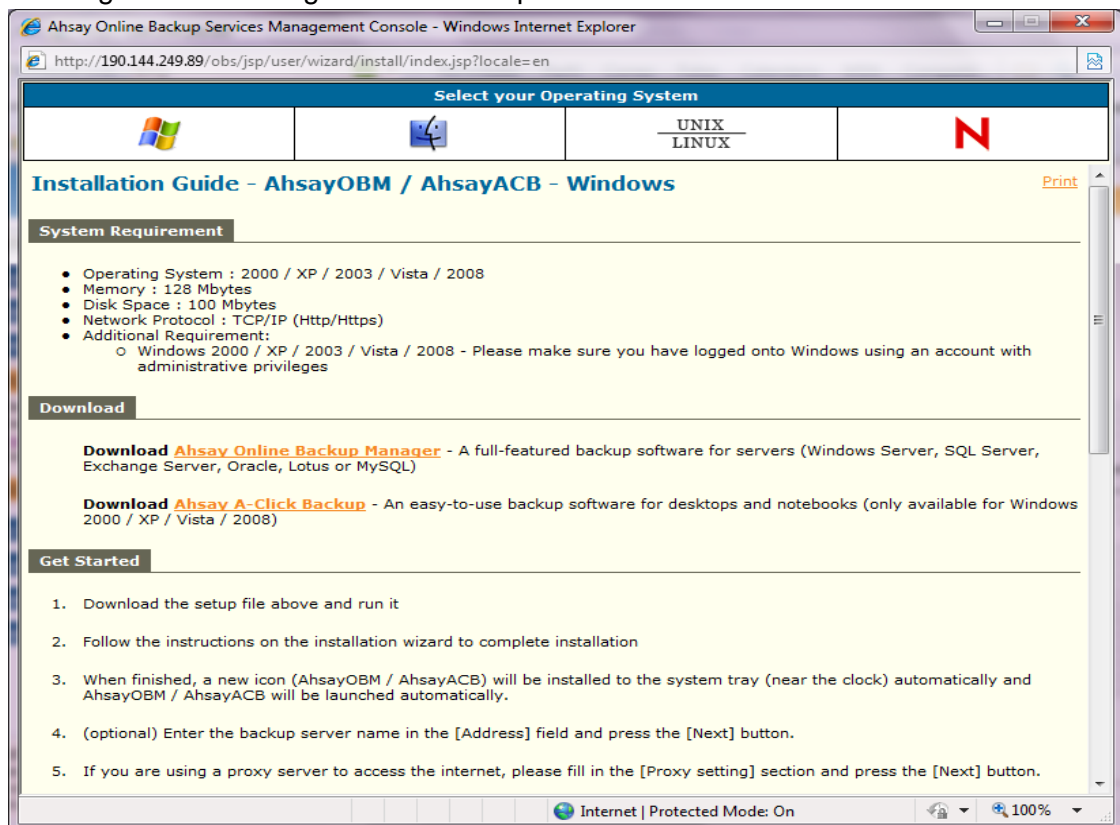 Ahsay Online Backup Services Management Console - Windows Internet Explorer
http://190.144.249.89/obs/jsp/user/wizard/install/index.jsp?locale=en
Select your Operating System
UNIX
LINUX
N
Installation Guide - AhsayOBM / AhsayACB - Windows
Print
System Requirement
• Operating System : 2000 / XP / 2003 / Vista / 2008
• Memory : 128 Mbytes
• Disk Space : 100 Mbytes
• Network Protocol : TCP/IP (Http/Https)
• Additional Requirement:
o Windows 2000 / XP / 2003 / Vista / 2008 - Please make sure you have logged onto Windows using an account with
administrative privileges
Download
Download Ahsay Online Backup Manager - A full-featured backup software for servers (Windows Server, SQL Server,
Exchange Server, Oracle, Lotus or MySQL)
Download Ahsay A-Click Backup - An easy-to-use backup software for desktops and notebooks (only available for Windows
2000 / XP / Vista / 2008)
Get Started
1. Download the setup file above and run it
2. Follow the instructions on the installation wizard to complete installation
3. When finished, a new icon (AhsayOBM / AhsayACB) will be installed to the system tray (near the clock) automatically and
AhsayOBM / AhsayACB will be launched automatically.
4. (optional) Enter the backup server name in the [Address] field and press the [Next] button.
5. If you are using a proxy server to access the internet, please fill in the [Proxy setting] section and press the [Next] button.
Internet | Protected Mode: On
100%